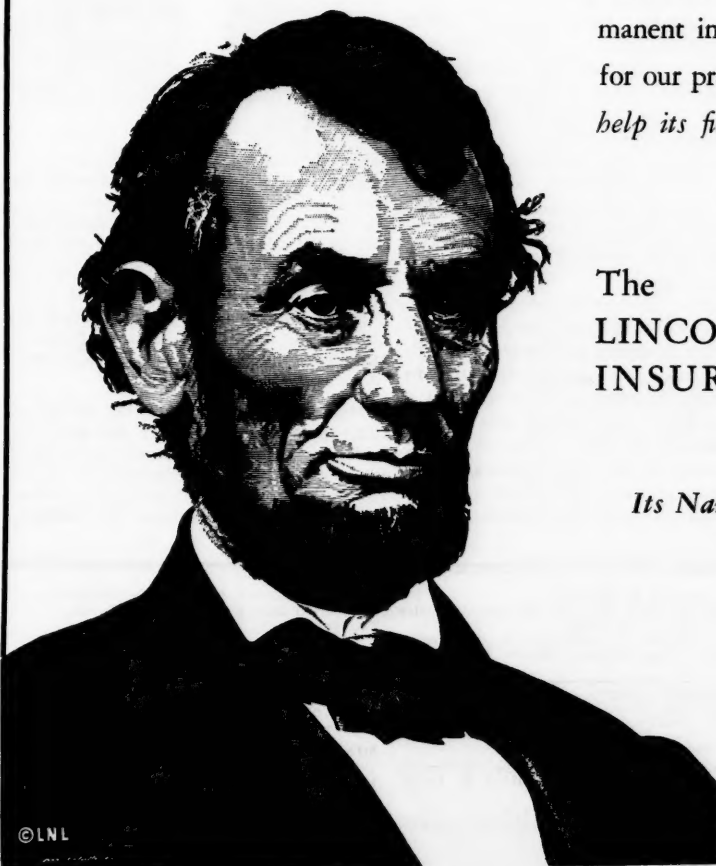 manent in
for our pr
help its fi
The
LINCO
INSUR
Its Na
©LNL